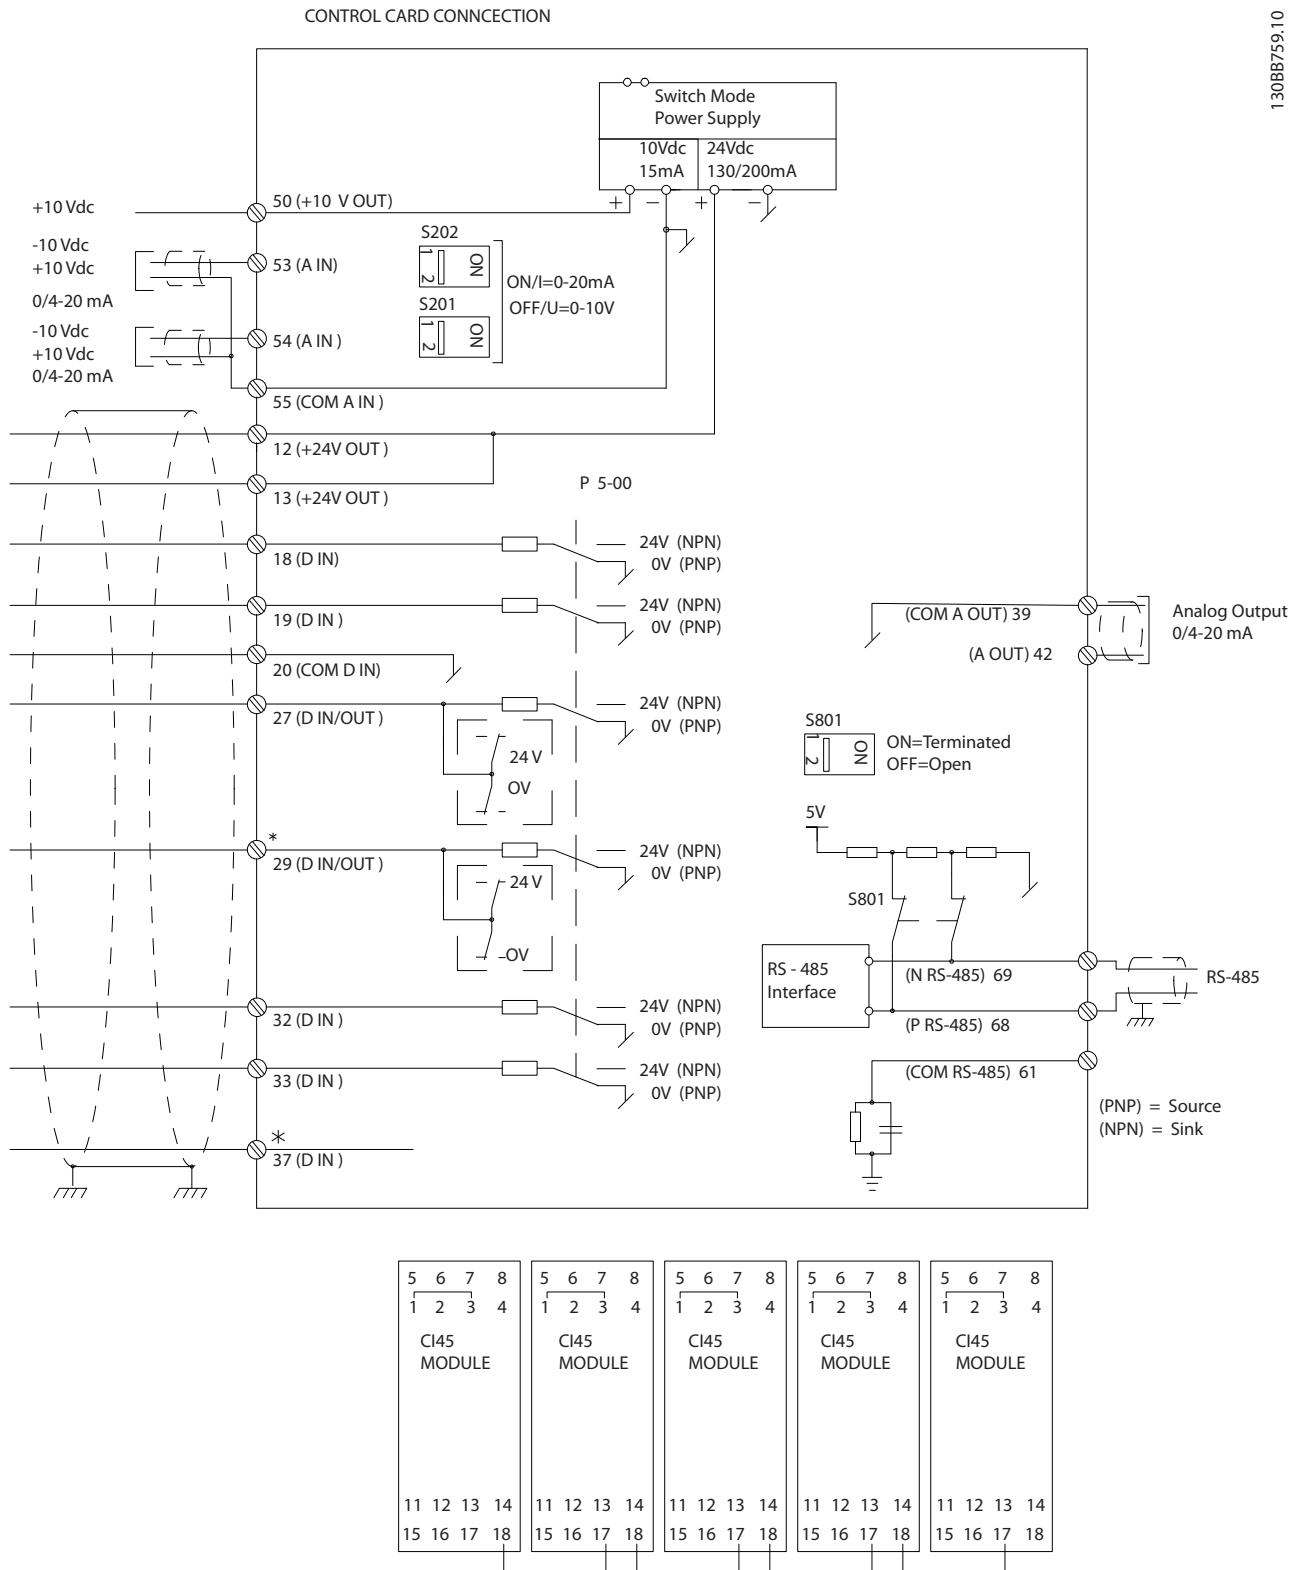 CONTROL CARD CONNCECTION
130BB759.10
Switch Mode
Power Supply
10Vdc
15mA
24Vdc
130/200mA
+ − + −
+10 Vdc
50 (+10 V OUT)
-10 Vdc
+10 Vdc
0/4-20 mA
53 (A IN)
S202
1
2
ON
ON/I=0-20mA
OFF/U=0-10V
S201
1
2
ON
-10 Vdc
+10 Vdc
0/4-20 mA
54 (A IN )
55 (COM A IN )
12 (+24V OUT )
13 (+24V OUT )
P 5-00
18 (D IN)
24V (NPN)
0V (PNP)
19 (D IN )
24V (NPN)
0V (PNP)
(COM A OUT) 39
Analog Output
0/4-20 mA
(A OUT) 42
20 (COM D IN)
27 (D IN/OUT )
24V (NPN)
0V (PNP)
24 V
OV
S801
1
2
ON
ON=Terminated
OFF=Open
5V
*
29 (D IN/OUT )
24V (NPN)
0V (PNP)
24 V
OV
S801
RS - 485
Interface
(N RS-485) 69
RS-485
(P RS-485) 68
32 (D IN )
24V (NPN)
0V (PNP)
33 (D IN )
24V (NPN)
0V (PNP)
(COM RS-485) 61
(PNP) = Source
(NPN) = Sink
*
37 (D IN )
5 6 7 8
1 2 3 4
CI45
MODULE
11 12 13 14
15 16 17 18
5 6 7 8
1 2 3 4
CI45
MODULE
11 12 13 14
15 16 17 18
5 6 7 8
1 2 3 4
CI45
MODULE
11 12 13 14
15 16 17 18
5 6 7 8
1 2 3 4
CI45
MODULE
11 12 13 14
15 16 17 18
5 6 7 8
1 2 3 4
CI45
MODULE
11 12 13 14
15 16 17 18